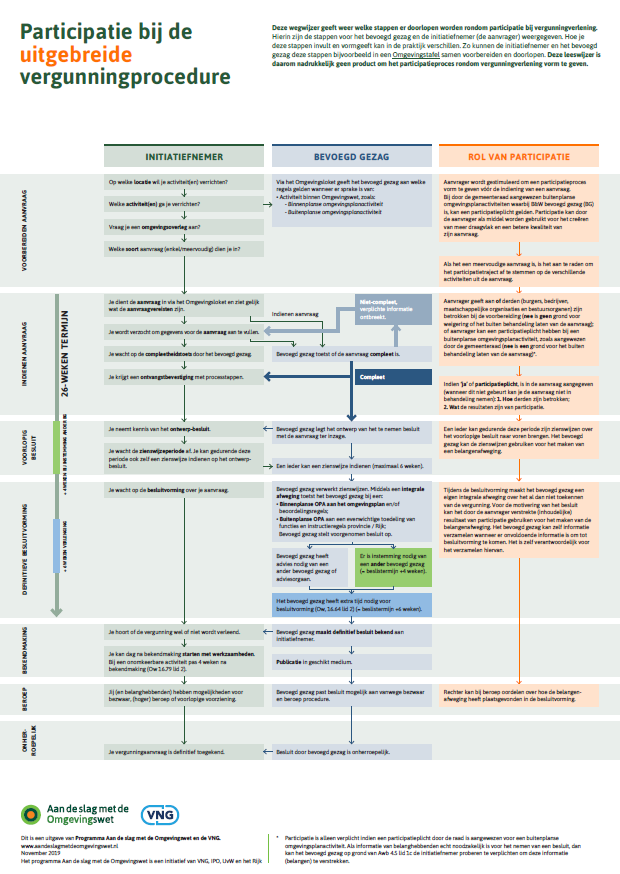 Participatie bij de
uitgebreide
vergunningprocedure
Deze wegwijzer geeft weer welke stappen er doorlopen worden rondom participatie bij vergunningverlening.
Hierin zijn de stappen voor het bevoegd gezag en de initiatiefnemer (de aanvrager) weergegeven. Hoe je
deze stappen invult en vormgeeft kan in de praktijk verschillen. Zo kunnen de initiatiefnemer en het bevoegd
gezag deze stappen bijvoorbeeld in een Omgevingstafel samen voorbereiden en doorlopen. Deze leeswijzer is
daarom nadrukkelijk geen product om het participatieproces rondom vergunningverlening vorm te geven.
INITIATIEFNEMER
BEVOEGD GEZAG
ROL VAN PARTICIPATIE
VOORBEREIDEN AANVRAAG
Op welke locatie wil je activiteit(en) verrichten?
Welke activiteit(en) ga je verrichten?
Vraag je een omgevingsoverleg aan?
Welke soort aanvraag (enkel/meervoudig) dien je in?
Via het Omgevingsloket geeft het bevoegd gezag aan welke
regels gelden wanneer er sprake is van:
• Activiteit binnen Omgevingswet, zoals:
- Binnenplanse omgevingsplanactiviteit
- Buitenplanse omgevingsplanactiviteit
Aanvrager wordt gestimuleerd om een participatieproces
vorm te geven vóór de indiening van een aanvraag.
Bij door de gemeenteraad aangewezen buitenplanse
omgevingsplanactiviteiten waarbij B&W bevoegd gezag (BG)
is, kan een participatieplicht gelden. Participatie kan door
de aanvrager als middel worden gebruikt voor het creëren
van meer draagvlak en een betere kwaliteit van
zijn aanvraag.
Als het een meervoudige aanvraag is, is het aan te raden om
het participatietraject af te stemmen op de verschillende
activiteiten uit de aanvraag.
INDIENEN AANVRAAG
26-WEKEN TERMIJN
Je dient de aanvraag in via het Omgevingsloket en ziet gelijk
wat de aanvraagvereisten zijn.
Je wordt verzocht om gegevens voor de aanvraag aan te vullen.
Je wacht op de compleetheidstoets door het bevoegd gezag.
Je krijgt een ontvangstbevestiging met processtappen.
Indienen aanvraag
Niet-compleet,
verplichte informatie
ontbreekt.
Bevoegd gezag toetst of de aanvraag compleet is.
Compleet
Aanvrager geeft aan of derden (burgers, bedrijven,
maatschappelijke organisaties en bestuursorganen) zijn
betrokken bij de voorbereiding (nee is geen grond voor
weigering of het buiten behandeling laten van de aanvraag);
of aanvrager kan een participatieplicht hebben bij een
buitenplanse omgevingsplanactiviteit, zoals aangewezen
door de gemeenteraad (nee is een grond voor het buiten
behandeling laten van de aanvraag)*.
Indien 'ja' of participatieplicht, is in de aanvraag aangegeven
(wanneer dit niet gebeurt kan je de aanvraag niet in
behandeling nemen): 1. Hoe derden zijn betrokken;
2. Wat de resultaten zijn van participatie.
VOORLOPIG
BESLUIT
Je neemt kennis van het ontwerp-besluit.
Je wacht de zienswijzeperiode af. Je kan gedurende deze
periode ook zelf een zienswijze indienen op het ontwerp-
besluit.
Bevoegd gezag legt het ontwerp van het te nemen besluit
met de aanvraag ter inzage.
Een ieder kan een zienswijze indienen (maximaal 6 weken).
Een ieder kan gedurende deze periode zijn zienswijzen over
het voorlopige besluit naar voren brengen. Het bevoegd
gezag kan de zienswijzen gebruiken voor het maken van
een belangenafweging.
DEFINITIEVE BESLUITVORMING
+ 6 WEKEN VERLENGING
Je wacht op de besluitvorming over je aanvraag.
Bevoegd gezag verwerkt zienswijzen. Middels een integrale
afweging toetst het bevoegd gezag bij een:
• Binnenplanse OPA aan het omgevingsplan en/of
beoordelingsregels;
• Buitenplanse OPA aan een evenwichtige toedeling van
functies en instructieregels provincie / Rijk;
Bevoegd gezag stelt voorgenomen besluit op.
Bevoegd gezag heeft
advies nodig van een
ander bevoegd gezag of
adviesorgaan.
Er is instemming nodig van
een ander bevoegd gezag
(= beslistermijn +4 weken).
Het bevoegd gezag heeft extra tijd nodig voor
besluitvorming (Ow, 16.64 lid 2) (= beslistermijn +6 weken).
Tijdens de besluitvorming maakt het bevoegd gezag een
eigen integrale afweging over het al dan niet toekennen
van de vergunning. Voor de motivering van het besluit
kan het door de aanvrager verstrekte (inhoudelijke)
resultaat van participatie gebruiken voor het maken van de
belangenafweging. Het bevoegd gezag kan zelf informatie
verzamelen wanneer er onvoldoende informatie is om tot
besluitvorming te komen. Het is zelf verantwoordelijk voor
het verzamelen hiervan.
BEKENDMAKING
Je hoort of de vergunning wel of niet wordt verleend.
Je kan dag na bekendmaking starten met werkzaamheden.
Bij een onomkeerbare activiteit pas 4 weken na
bekendmaking (Ow 16.79 lid 2).
Bevoegd gezag maakt definitief besluit bekend aan
initiatiefnemer.
Publicatie in geschikt medium.
BEROEP
Jij (en belanghebbenden) hebben mogelijkheden voor
bezwaar, (hoger) beroep of voorlopige voorziening.
Bevoegd gezag past besluit mogelijk aan vanwege bezwaar
en beroep procedure.
Rechter kan bij beroep oordelen over hoe de belangen-
afweging heeft plaatsgevonden in de besluitvorming.
ONHER-
ROEPELIJK
Je vergunningaanvraag is definitief toegekend.
Besluit door bevoegd gezag is onherroepelijk.
Aan de slag met de
Omgevingswet
VNG
Dit is een uitgave van Programma Aan de slag met de Omgevingswet en de VNG.
www.aandeslagmetdeomgevingswet.nl
November 2019
Het programma Aan de slag met de Omgevingswet is een initiatief van VNG, IPO, UvW en het Rijk
* Participatie is alleen verplicht indien een participatieplicht door de raad is aangewezen voor een buitenplanse
omgevingsplanactiviteit. Als informatie van belanghebbenden echt noodzakelijk is voor het nemen van een besluit, dan
kan het bevoegd gezag op grond van Awb 4.5 lid 1c de initiatiefnemer proberen te verplichten om deze informatie
(belangen) te verstrekken.